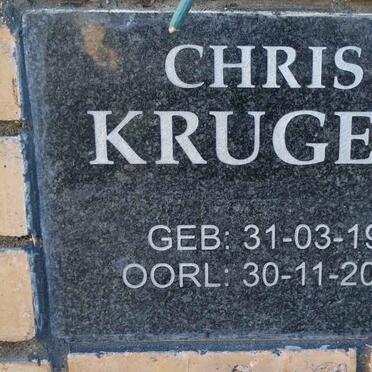 CHRIS
KRUGE
GEB: 31-03-19
OORL: 30-11-20